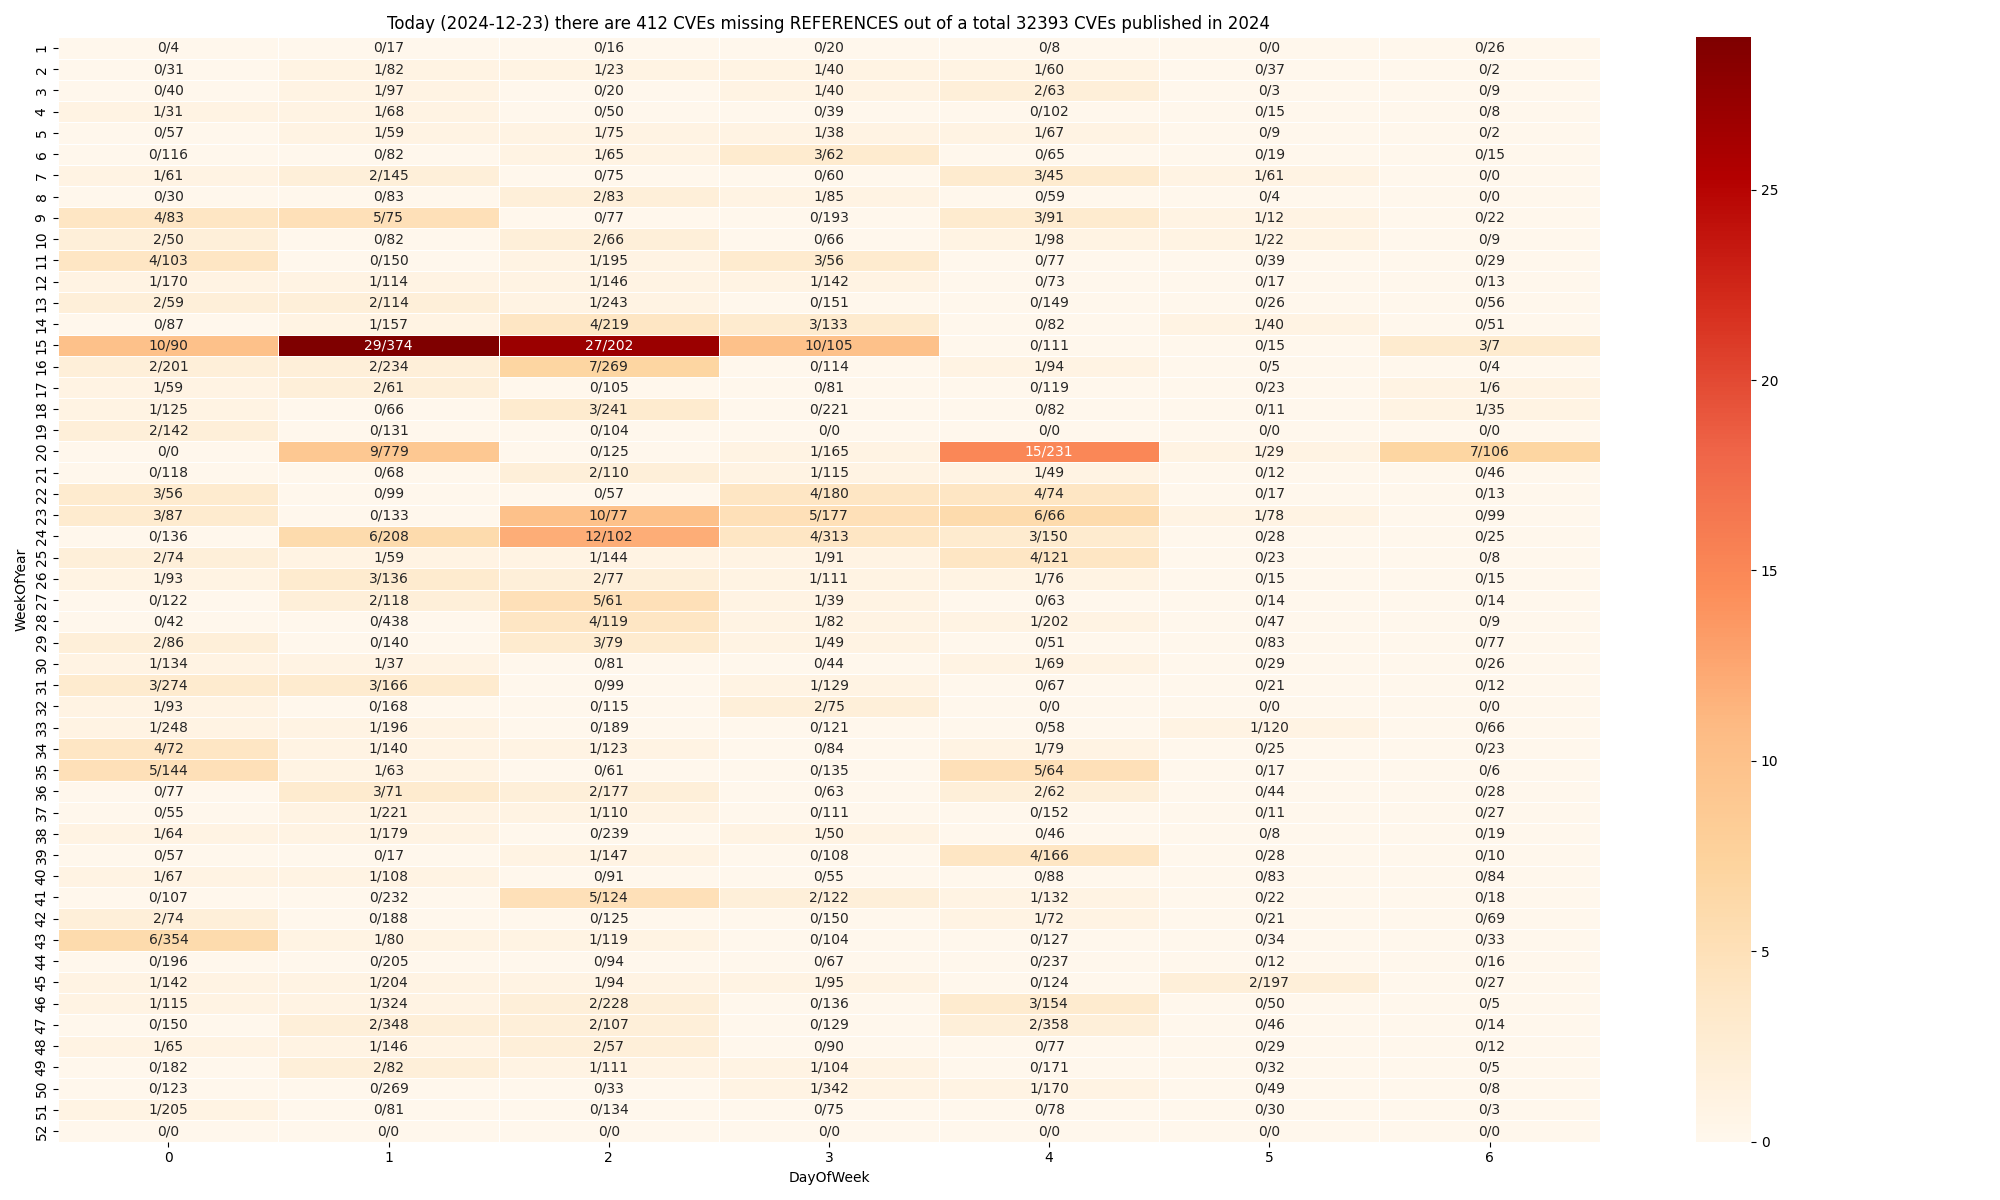 Today (2024-12-23) there are 412 CVEs missing REFERENCES out of a total 32393 CVEs published in 2024
1 0/4 0/17 0/16 0/20 0/8 0/0 0/26
2 0/31 1/82 1/23 1/40 1/60 0/37 0/2
3 0/40 1/97 0/20 1/40 2/63 0/3 0/9
4 1/31 1/68 0/50 0/39 0/102 0/15 0/8
5 0/57 1/59 1/75 1/38 1/67 0/9 0/2
6 0/116 0/82 1/65 3/62 0/65 0/19 0/15
7 1/61 2/145 0/75 0/60 3/45 1/61 0/0
8 0/30 0/83 2/83 1/85 0/59 0/4 0/0
9 4/83 5/75 0/77 0/193 3/91 1/12 0/22
10 2/50 0/82 2/66 0/66 1/98 1/22 0/9
11 4/103 0/150 1/195 3/56 0/77 0/39 0/29
12 1/170 1/114 1/146 1/142 0/73 0/17 0/13
13 2/59 2/114 1/243 0/151 0/149 0/26 0/56
14 0/87 1/157 4/219 3/133 0/82 1/40 0/51
15 10/90 29/374 27/202 10/105 0/111 0/15 3/7
16 2/201 2/234 7/269 0/114 1/94 0/5 0/4
17 1/59 2/61 0/105 0/81 0/119 0/23 1/6
18 1/125 0/66 3/241 0/221 0/82 0/11 1/35
19 2/142 0/131 0/104 0/0 0/0 0/0 0/0
20 0/0 9/779 0/125 1/165 15/231 1/29 7/106
21 0/118 0/68 2/110 1/115 1/49 0/12 0/46
22 3/56 0/99 0/57 4/180 4/74 0/17 0/13
23 3/87 0/133 10/77 5/177 6/66 1/78 0/99
24 0/136 6/208 12/102 4/313 3/150 0/28 0/25
25 2/74 1/59 1/144 1/91 4/121 0/23 0/8
26 1/93 3/136 2/77 1/111 1/76 0/15 0/15
27 0/122 2/118 5/61 1/39 0/63 0/14 0/14
28 0/42 0/438 4/119 1/82 1/202 0/47 0/9
29 2/86 0/140 3/79 1/49 0/51 0/83 0/77
30 1/134 1/37 0/81 0/44 1/69 0/29 0/26
31 3/274 3/166 0/99 1/129 0/67 0/21 0/12
32 1/93 0/168 0/115 2/75 0/0 0/0 0/0
33 1/248 1/196 0/189 0/121 0/58 1/120 0/66
34 4/72 1/140 1/123 0/84 1/79 0/25 0/23
35 5/144 1/63 0/61 0/135 5/64 0/17 0/6
36 0/77 3/71 2/177 0/63 2/62 0/44 0/28
37 0/55 1/221 1/110 0/111 0/152 0/11 0/27
38 1/64 1/179 0/239 1/50 0/46 0/8 0/19
39 0/57 0/17 1/147 0/108 4/166 0/28 0/10
40 1/67 1/108 0/91 0/55 0/88 0/83 0/84
41 0/107 0/232 5/124 2/122 1/132 0/22 0/18
42 2/74 0/188 0/125 0/150 1/72 0/21 0/69
43 6/354 1/80 1/119 0/104 0/127 0/34 0/33
44 0/196 0/205 0/94 0/67 0/237 0/12 0/16
45 1/142 1/204 1/94 1/95 0/124 2/197 0/27
46 1/115 1/324 2/228 0/136 3/154 0/50 0/5
47 0/150 2/348 2/107 0/129 2/358 0/46 0/14
48 1/65 1/146 2/57 0/90 0/77 0/29 0/12
49 0/182 2/82 1/111 1/104 0/171 0/32 0/5
50 0/123 0/269 0/33 1/342 1/170 0/49 0/8
51 1/205 0/81 0/134 0/75 0/78 0/30 0/3
52 0/0 0/0 0/0 0/0 0/0 0/0 0/0
0 1 2 3 4 5 6
DayOfWeek
WeekOfYear
25
20
15
10
5
0